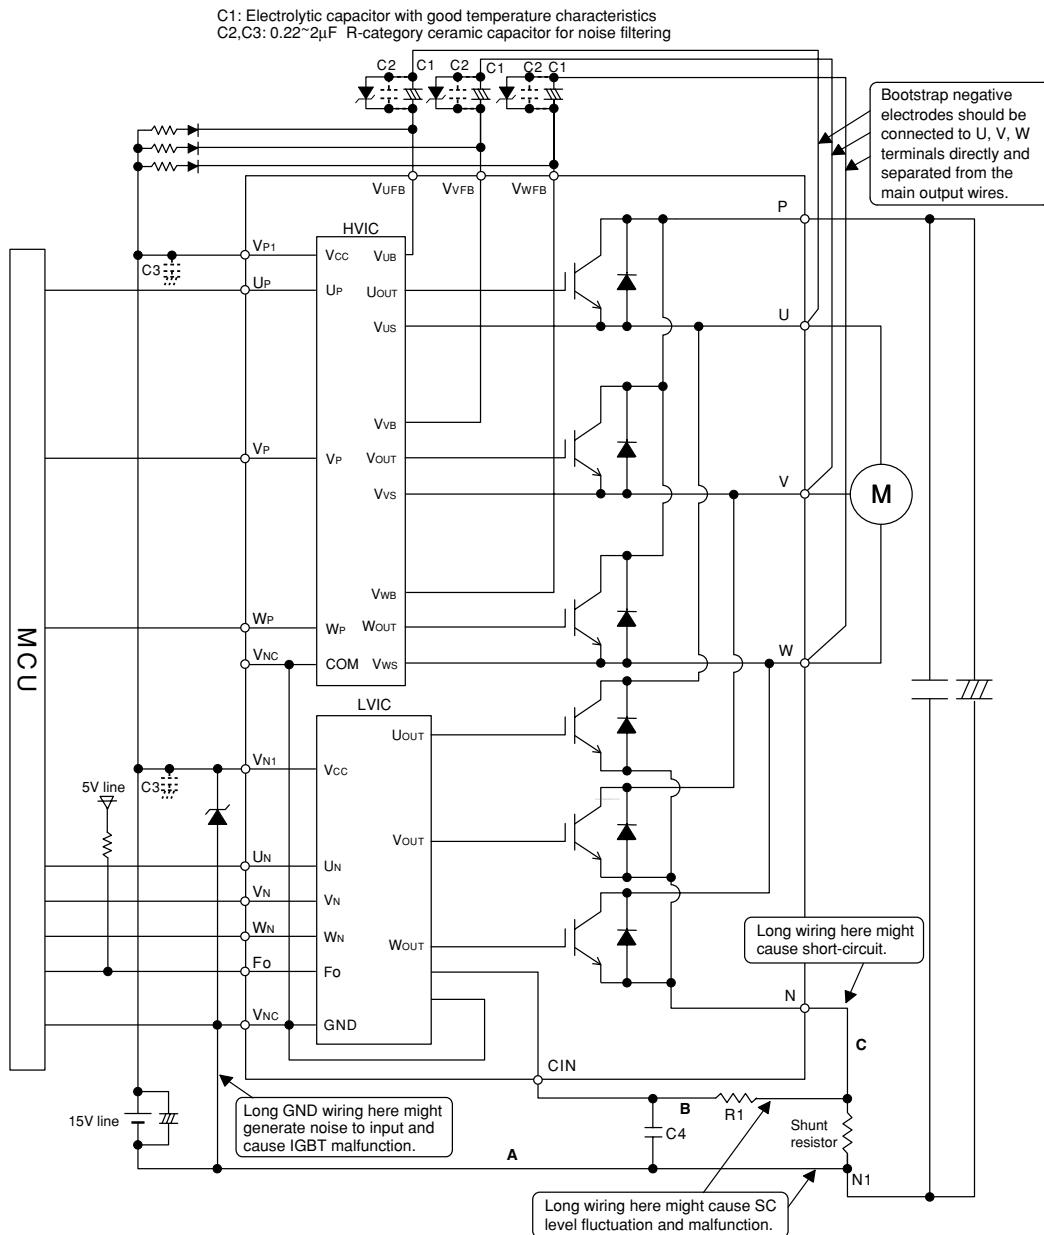 C1: Electrolytic capacitor with good temperature characteristics
C2,C3: 0.22~2μF R-category ceramic capacitor for noise filtering
C2 C1 C2 C1 C2 C1
Bootstrap negative
electrodes should be
connected to U, V, W
terminals directly and
separated from the
main output wires.
VUFB VVFB VWFB
P
HVIC
VP1 VCC VUB
C3
UP UP UOUT
VUS U
VVB
VP VP VOUT
VVS V
M
VWB
WP WP WOUT
VNC COM VWS W
MCU
LVIC
UOUT
VN1 VCC
C3
5V line
VOUT
UN UN
VN VN
WN WN WOUT
Long wiring here might
cause short-circuit.
Fo Fo
N
VNC GND
C
CIN
15V line
Long GND wiring here might
generate noise to input and
cause IGBT malfunction.
B R1
C4
Shunt
resistor
A
N1
Long wiring here might cause SC
level fluctuation and malfunction.